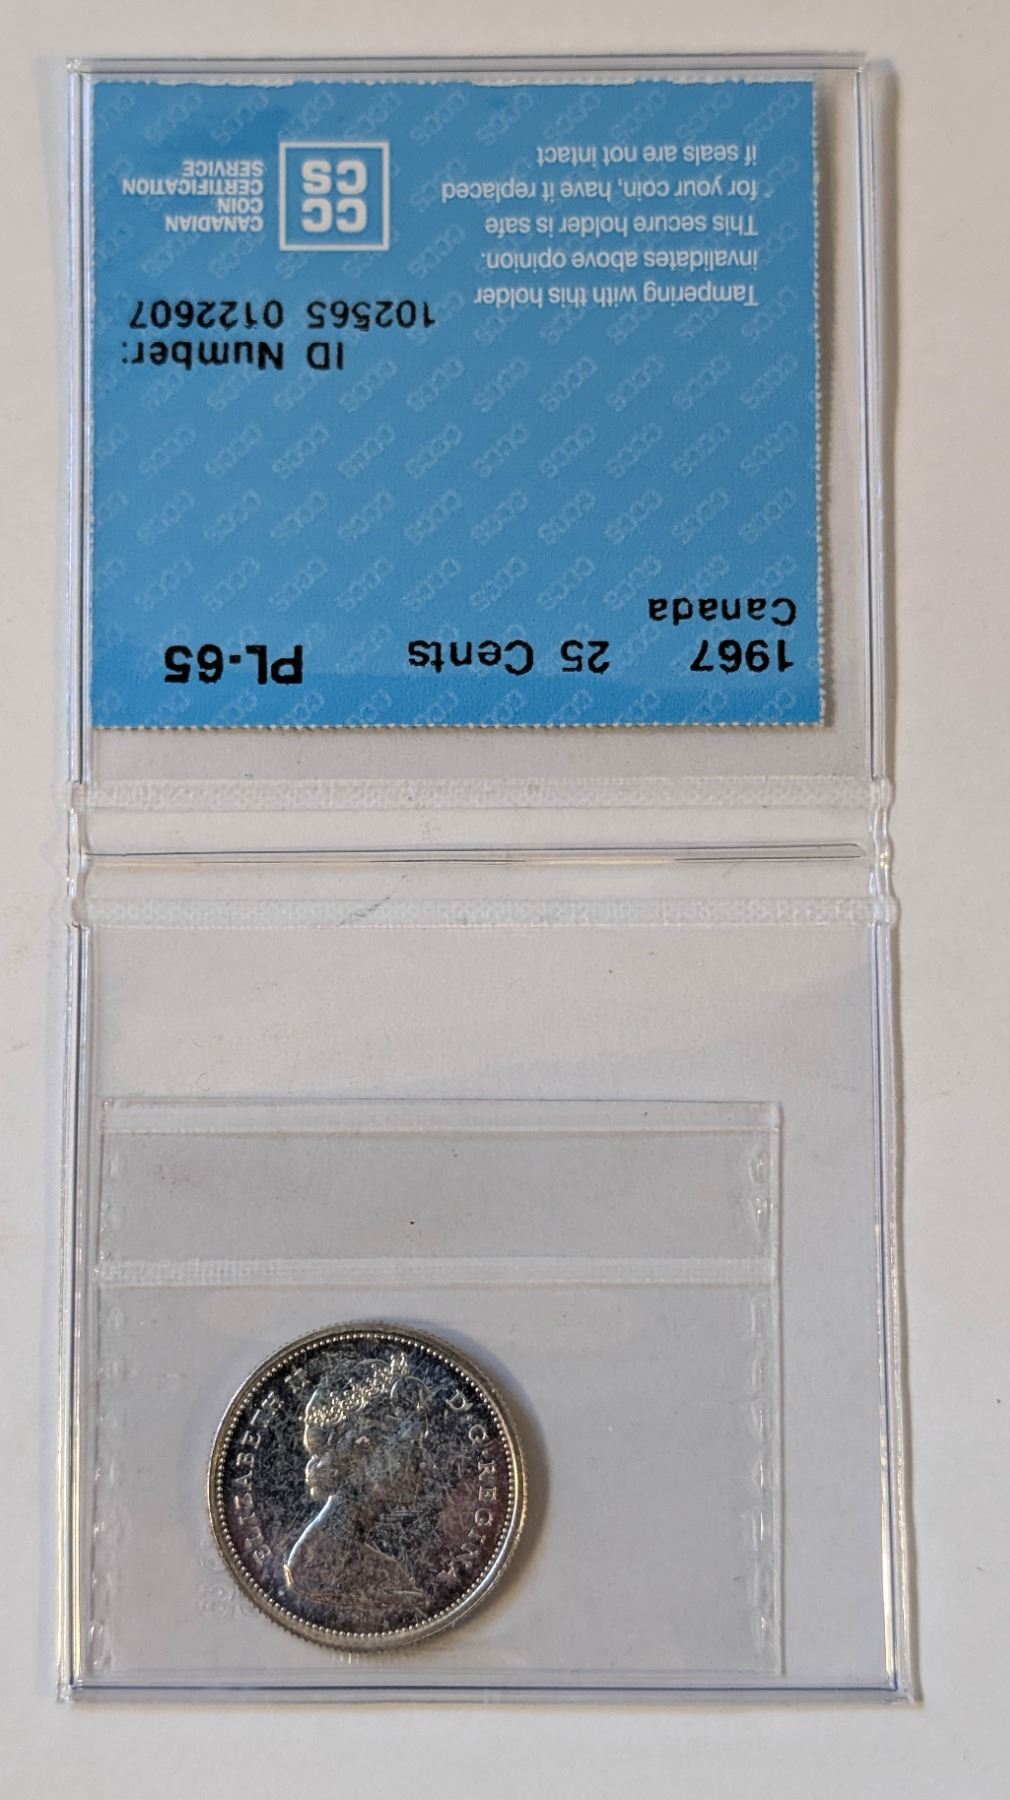 1967 25 Cents PL-65
Canada
ID Number:
102565 0122607
Tampering with this holder
invalidates above opinion.
This secure holder is safe
for your coin, have it replaced
if seals are not intact
CC
CS
CANADIAN
COIN
CERTIFICATION
SERVICE
ELIZABETH II D·G·REGINA